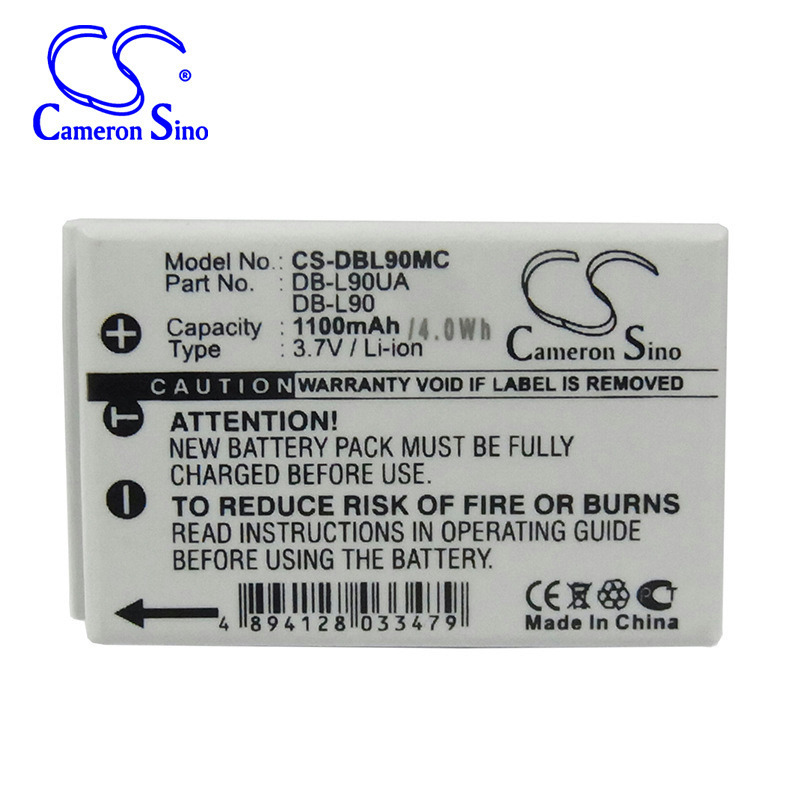 CS®
Cameron Sino
Model No.: CS-DBL90MC
Part No. : DB-L90UA
DB-L90
Capacity : 1100mAh /4.0Wh
Type : 3.7V / Li-ion
CS
Cameron Sino
+
CAUTION WARRANTY VOID IF LABEL IS REMOVED!
T
ATTENTION!
NEW BATTERY PACK MUST BE FULLY
CHARGED BEFORE USE.
−
TO REDUCE RISK OF FIRE OR BURNS
READ INSTRUCTIONS IN OPERATING GUIDE
BEFORE USING THE BATTERY.
4 894128 033479
CE PCT
Made In China